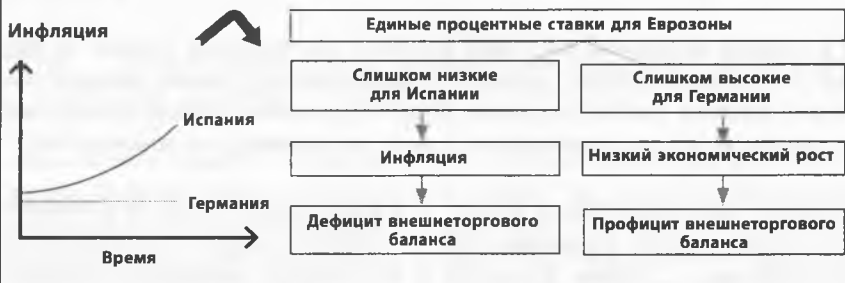 Инфляция
Испания
Германия
Время
Единые процентные ставки для Еврозоны
Слишком низкие
для Испании
Слишком высокие
для Германии
Инфляция
Низкий экономический рост
Дефицит внешнеторгового
баланса
Профицит внешнеторгового
баланса